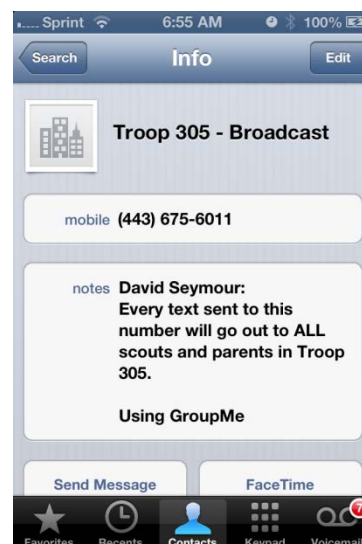 Sprint 6:55 AM 100%
Search Info Edit
Troop 305 - Broadcast
mobile (443) 675-6011
notes David Seymour:
Every text sent to this
number will go out to ALL
scouts and parents in Troop
305.
Using GroupMe
Send Message FaceTime
7
Favorites Recents Contacts Keypad Voicemail